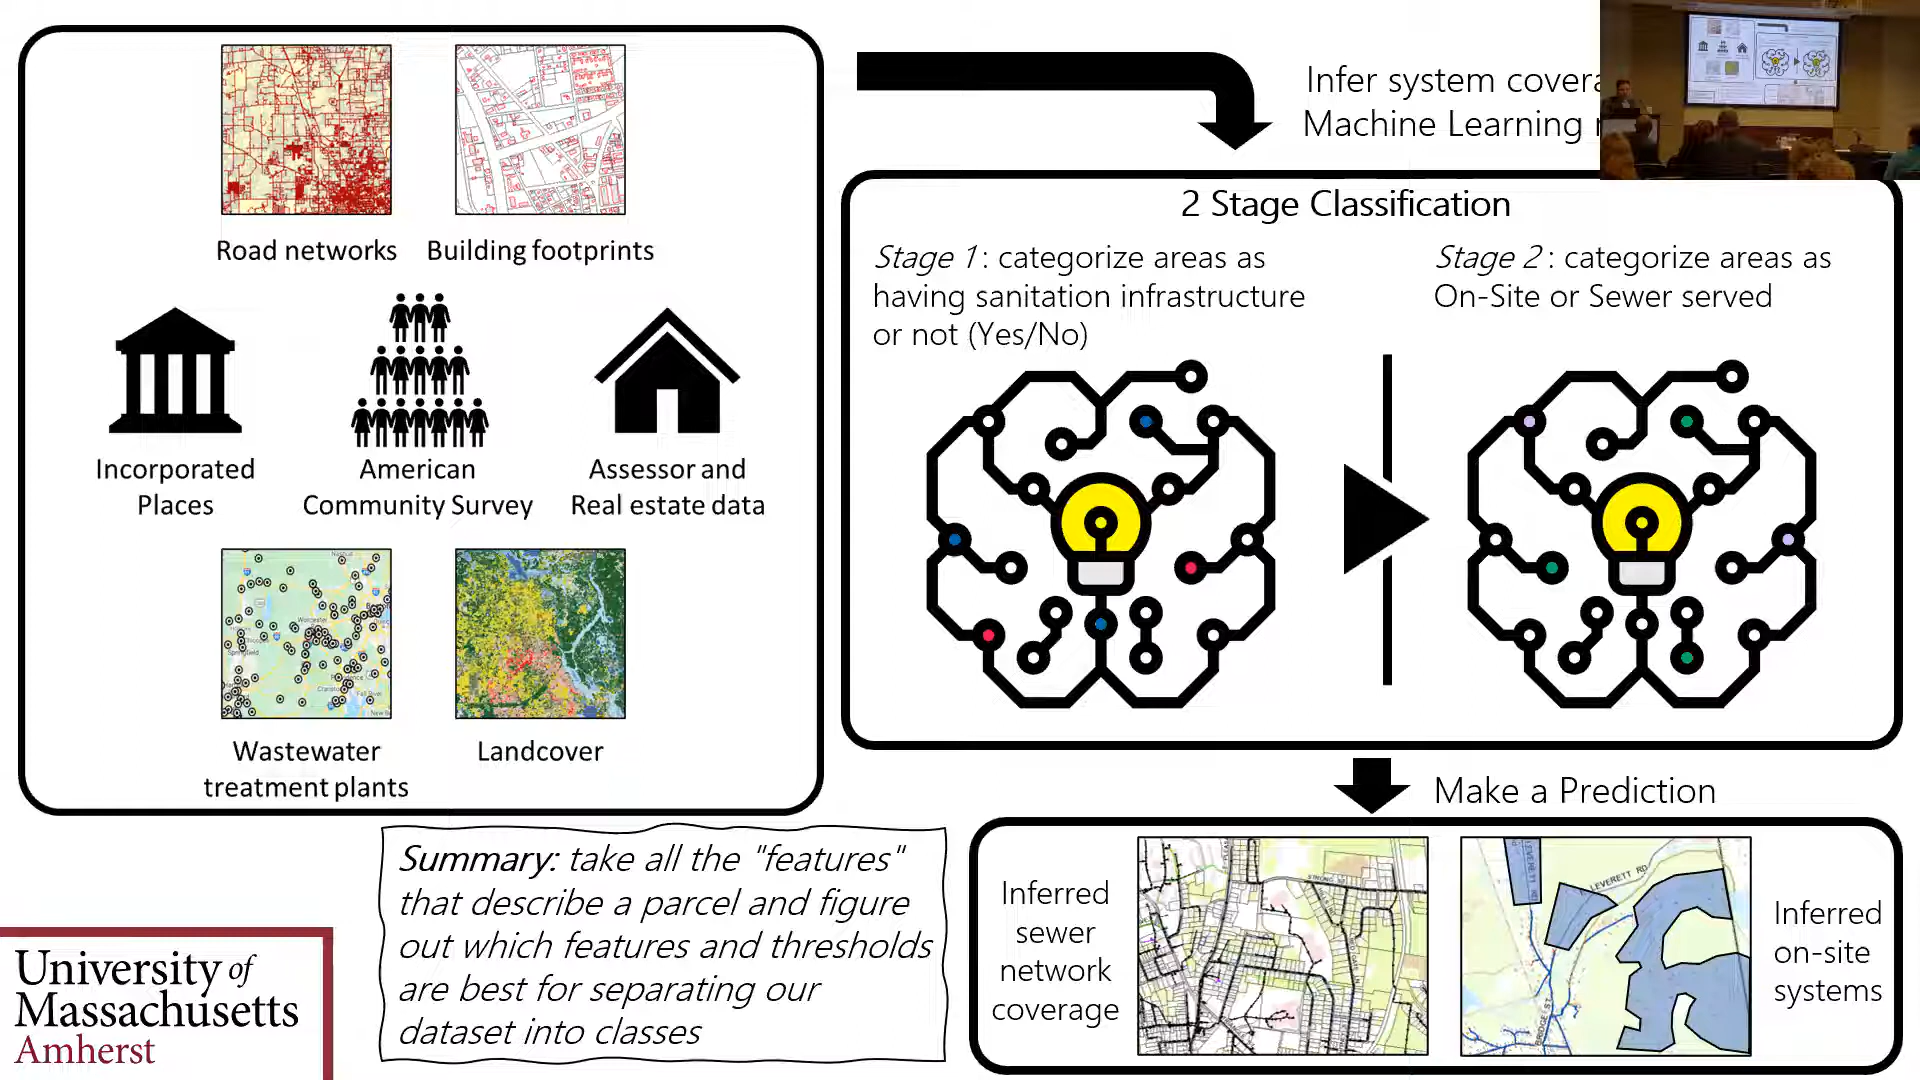 Road networks
Building footprints
Incorporated
Places
American
Community Survey
Assessor and
Real estate data
Wastewater
treatment plants
Landcover
Infer system
Machine Learning
2 Stage Classification
Stage 1: categorize areas as
having sanitation infrastructure
or not (Yes/No)
Stage 2: categorize areas as
On-Site or Sewer served
Make a Prediction
Summary: take all the "features"
that describe a parcel and figure
out which features and thresholds
are best for separating our
dataset into classes
Inferred
sewer
network
coverage
STRONG ST
LEVERETT RD
BRIDGE ST
Inferred
on-site
systems
University of
Massachusetts
Amherst